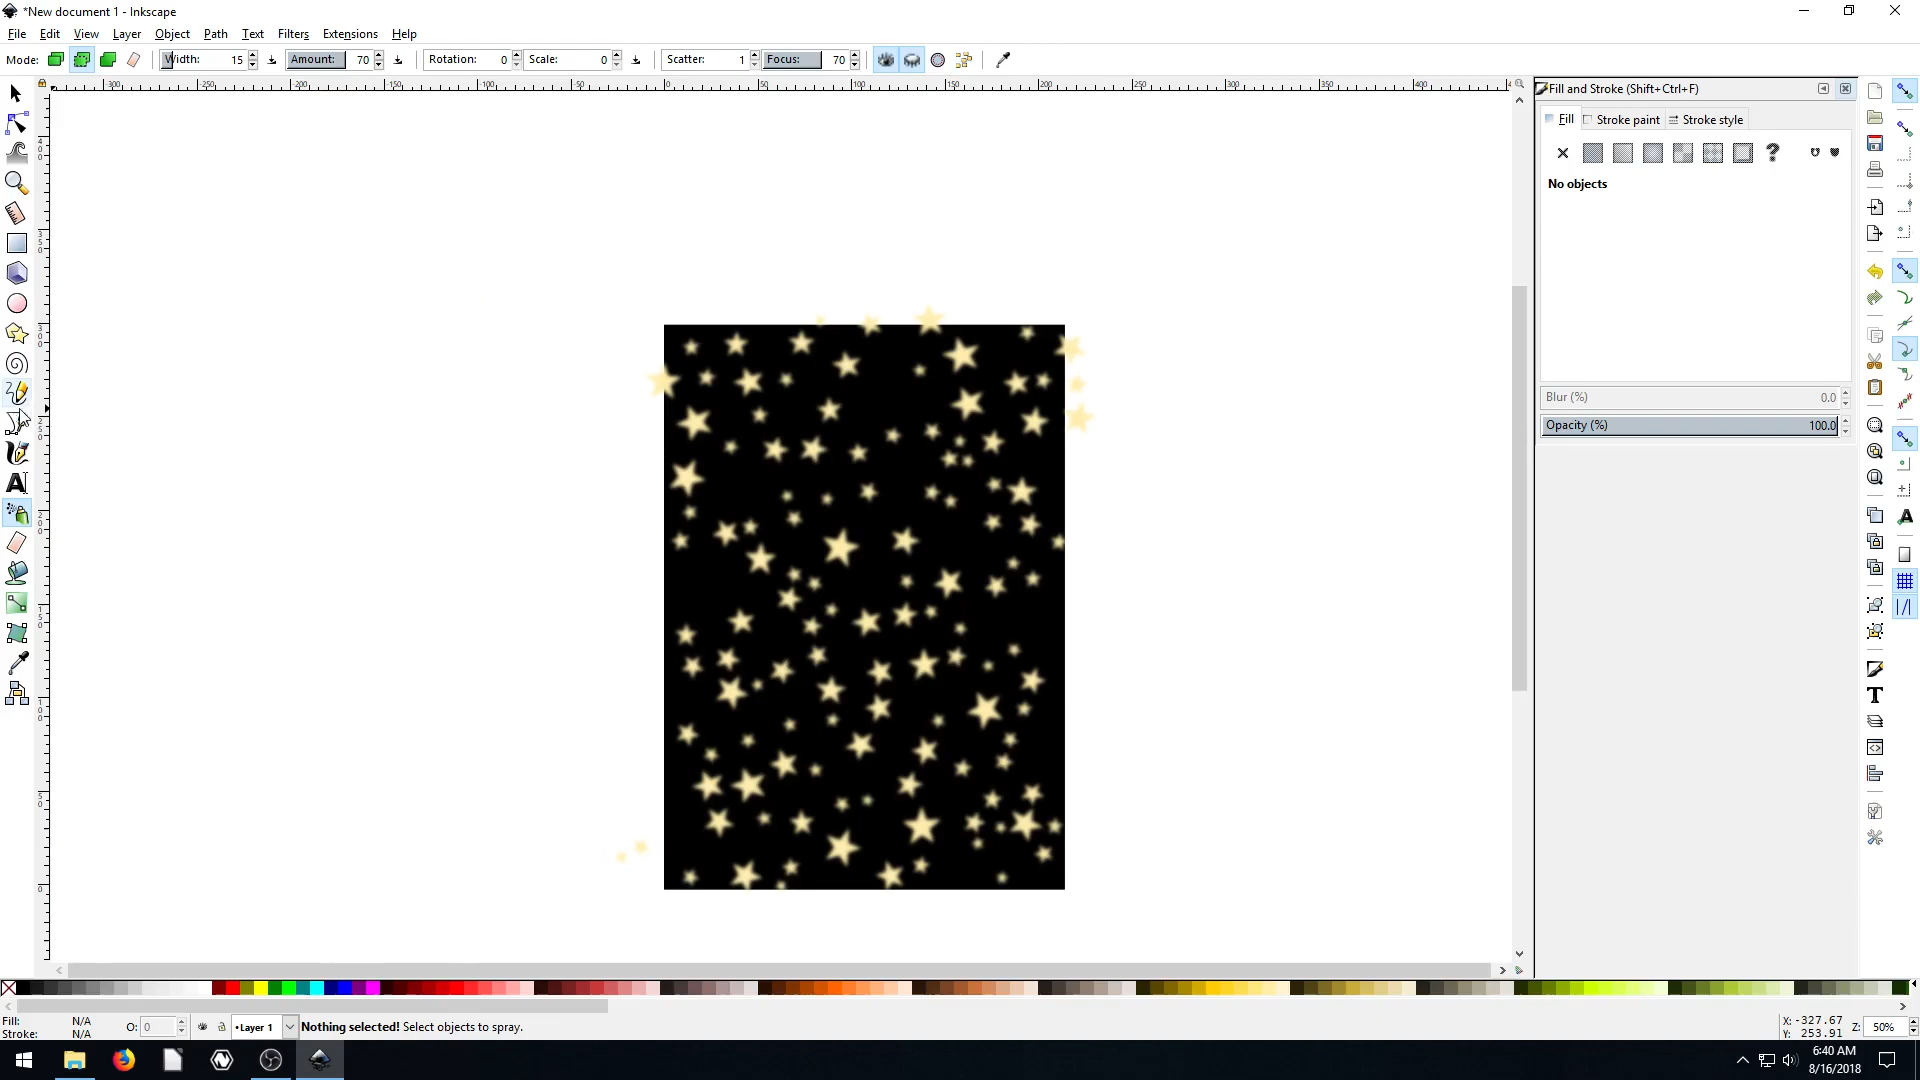 *New document 1 - Inkscape
File Edit View Layer Object Path Text Filters Extensions Help
Mode: Width: 15 Amount: 70 Rotation: 0 Scale: 0 Scatter: 1 Focus: 70
Fill and Stroke (Shift+Ctrl+F)
Fill Stroke paint Stroke style
No objects
Blur (%) 0.0
Opacity (%) 100.0
Fill: N/A
Stroke: N/A
O: 0
•Layer 1
Nothing selected! Select objects to spray.
X: -327.67
Y: 253.91
Z: 50%
6:40 AM
8/16/2018